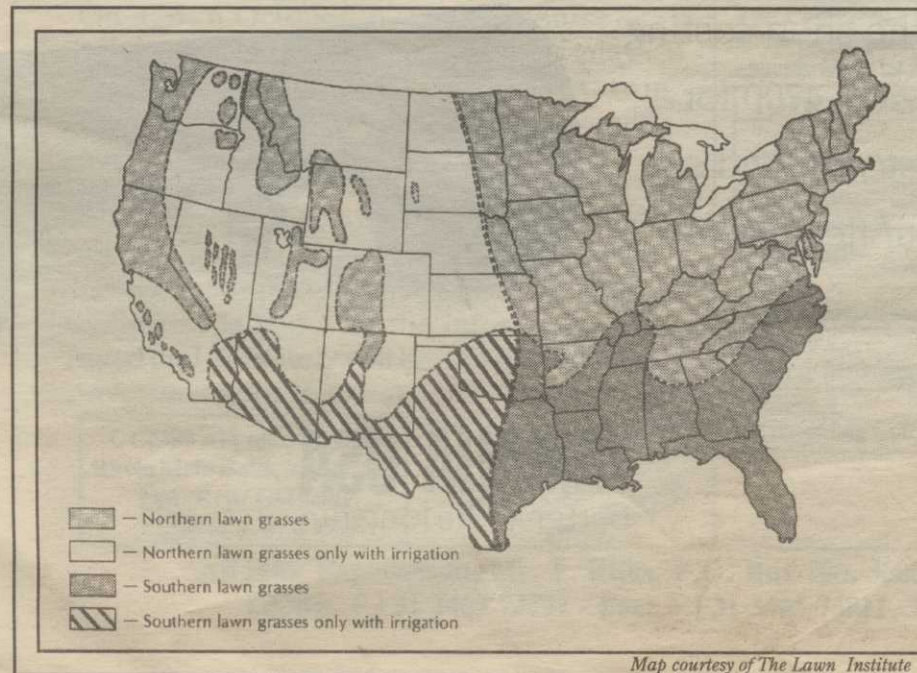 — Northern lawn grasses
— Northern lawn grasses only with irrigation
— Southern lawn grasses
— Southern lawn grasses only with irrigation
Map courtesy of The Lawn Institute